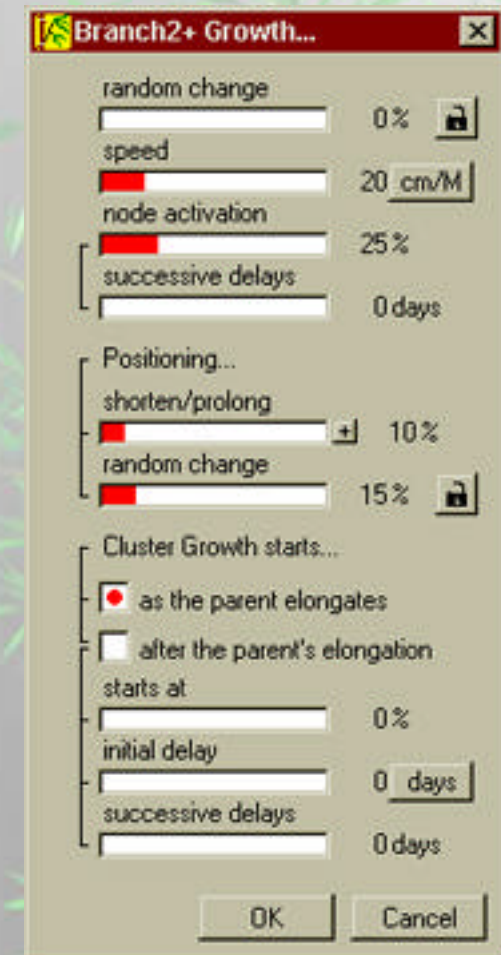 Branch2+ Growth...
random change
0%
speed
20 cm/M
node activation
25%
successive delays
0 days
Positioning...
shorten/prolong
+ 10%
random change
15%
Cluster Growth starts...
as the parent elongates
after the parent's elongation
starts at
0%
initial delay
0 days
successive delays
0 days
OK Cancel